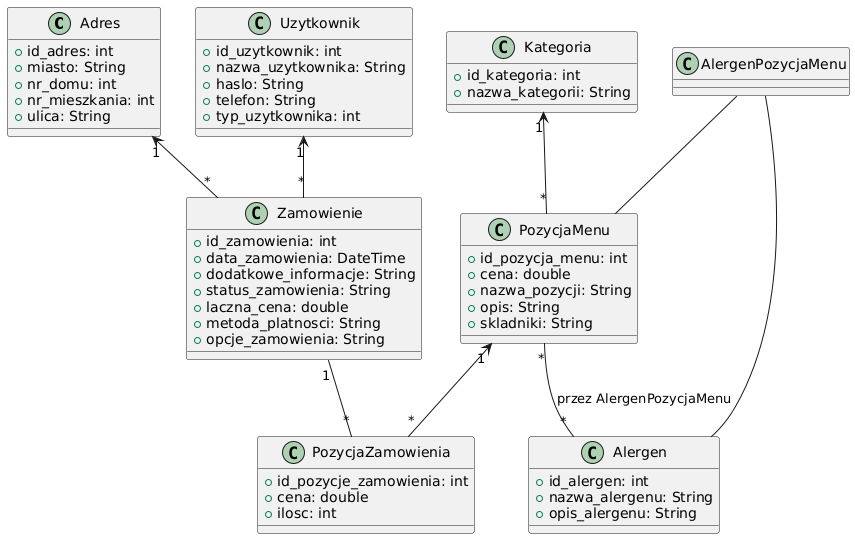 C Adres
id_adres: int
miasto: String
nr_domu: int
nr_mieszkania: int
ulica: String
C Uzytkownik
id_uzytkownik: int
nazwa_uzytkownika: String
haslo: String
telefon: String
typ_uzytkownika: int
C Kategoria
id_kategoria: int
nazwa_kategorii: String
C AlergenPozycjaMenu
1
*
1
*
1
*
C Zamowienie
id_zamowienia: int
data_zamowienia: DateTime
dodatkowe_informacje: String
status_zamowienia: String
laczna_cena: double
metoda_platnosci: String
opcje_zamowienia: String
C PozycjaMenu
id_pozycja_menu: int
cena: double
nazwa_pozycji: String
opis: String
skladniki: String
1
*
1
*
*
przez AlergenPozycjaMenu
*
C PozycjaZamowienia
id_pozycje_zamowienia: int
cena: double
ilosc: int
C Alergen
id_alergen: int
nazwa_alergenu: String
opis_alergenu: String